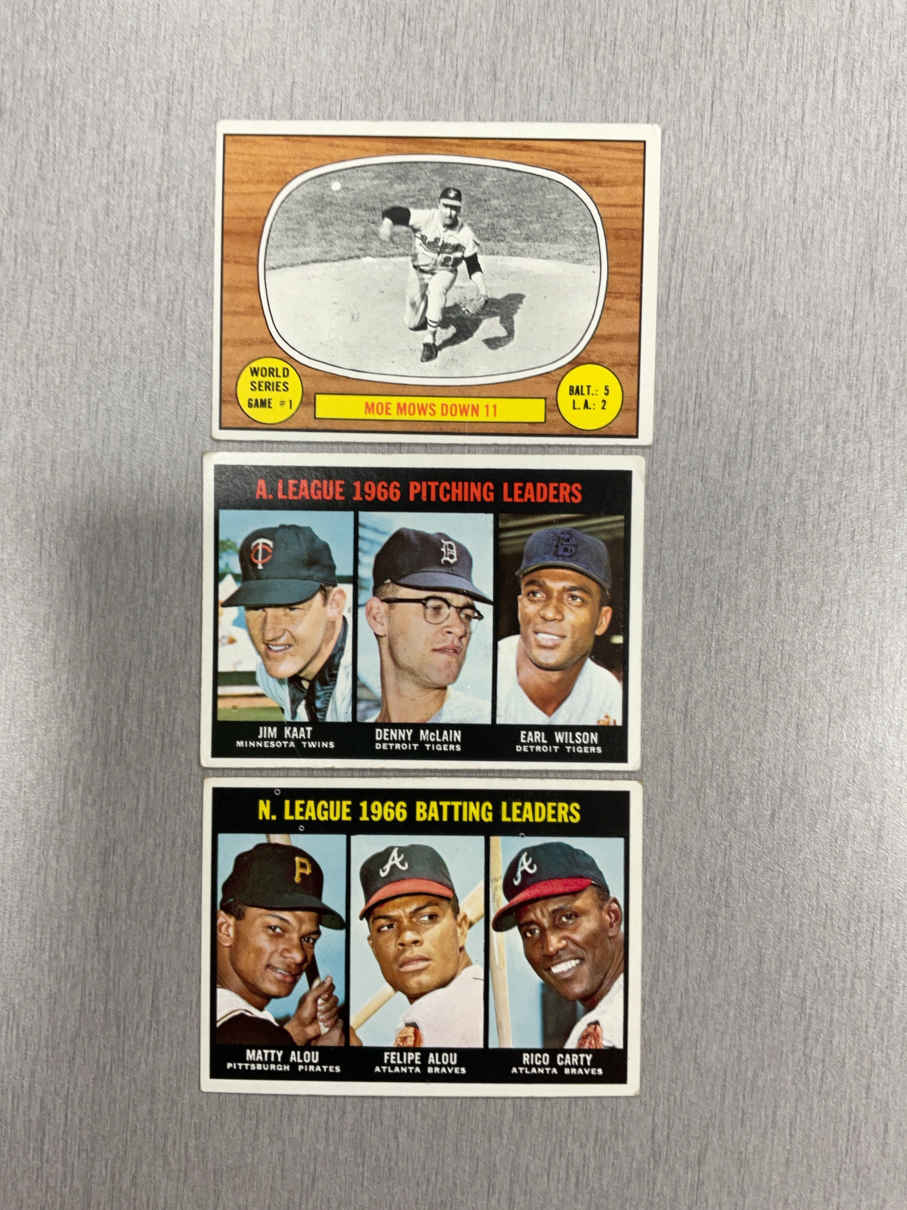 WORLD
SERIES
GAME #1
MOE MOWS DOWN 11
BALT.: 5
L.A.: 2
A. LEAGUE 1966 PITCHING LEADERS
JIM KAAT
MINNESOTA TWINS
DENNY McLAIN
DETROIT TIGERS
EARL WILSON
DETROIT TIGERS
N. LEAGUE 1966 BATTING LEADERS
MATTY ALOU
PITTSBURGH PIRATES
FELIPE ALOU
ATLANTA BRAVES
RICO CARTY
ATLANTA BRAVES